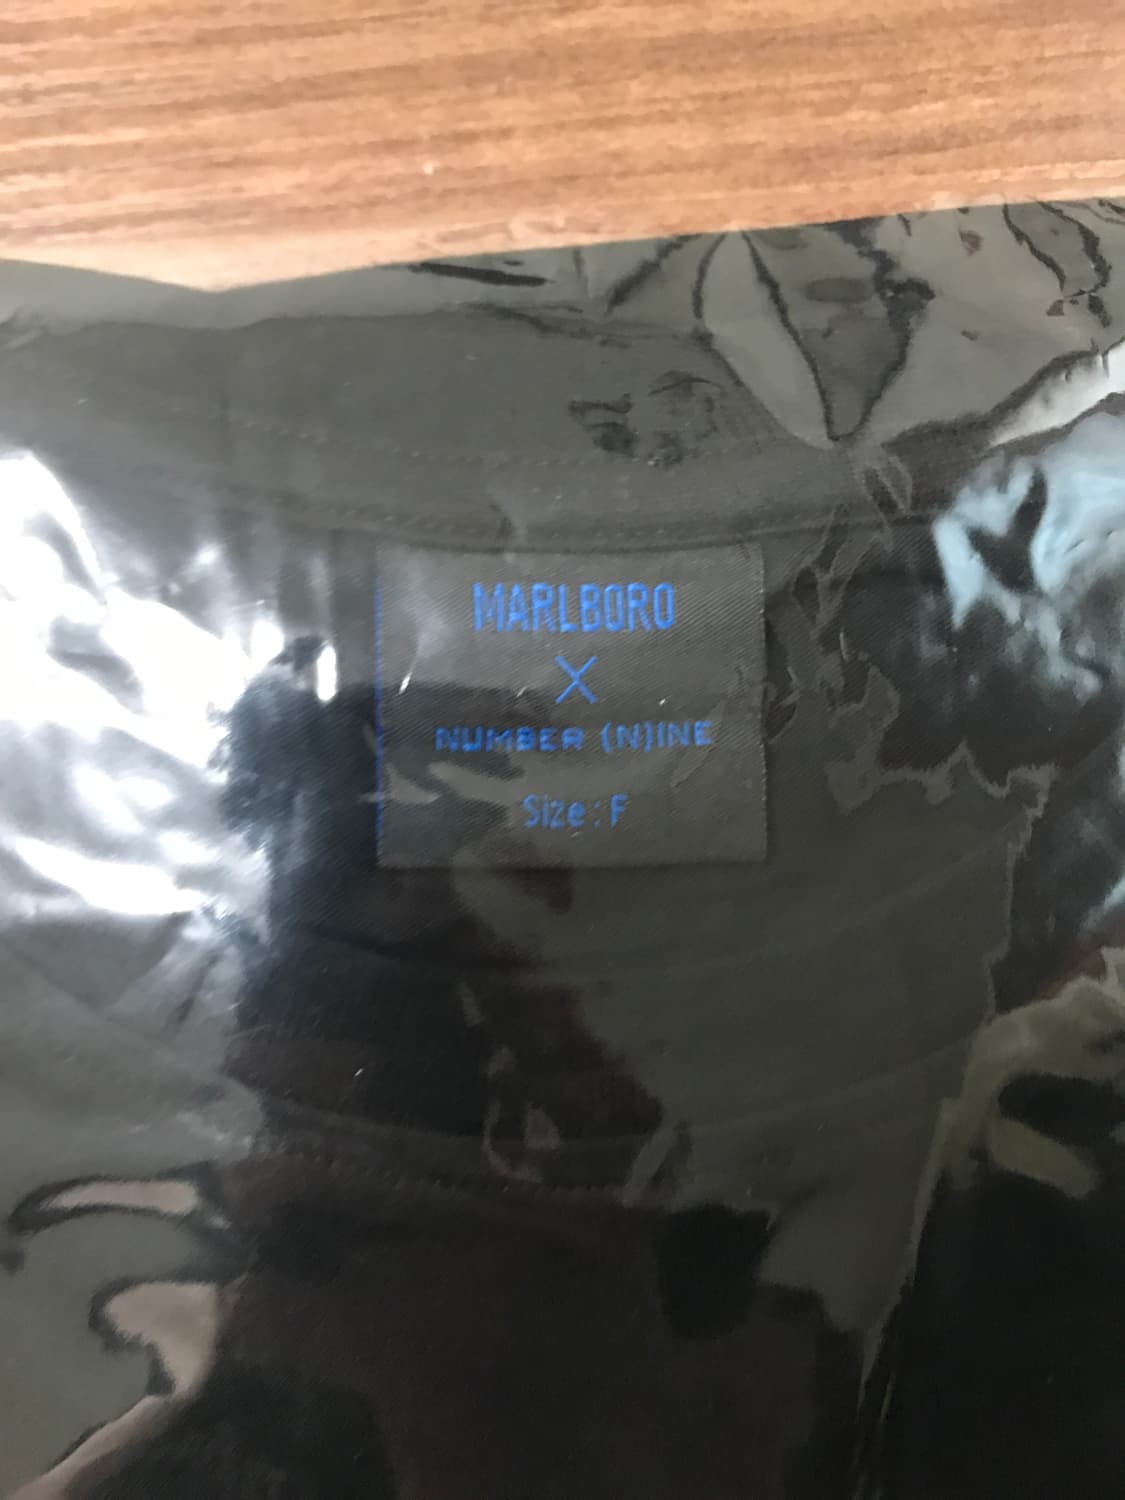 MARLBORO
X
NUMBER (N)INE
Size : F